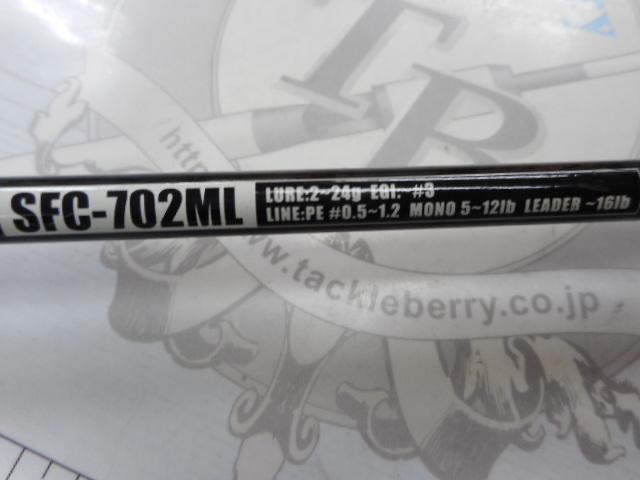 TB
SFC-702ML
LURE:2~24g EGI:~#3
LINE:PE #0.5~1.2 MONO 5~12lb LEADER ~16lb
www.tackleberry.co.jp